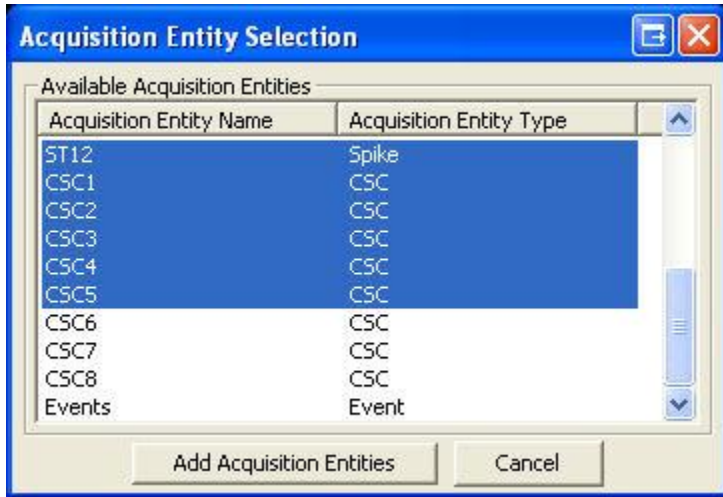 Acquisition Entity Selection
Available Acquisition Entities
Acquisition Entity Name Acquisition Entity Type
ST12 Spike
CSC1 CSC
CSC2 CSC
CSC3 CSC
CSC4 CSC
CSC5 CSC
CSC6 CSC
CSC7 CSC
CSC8 CSC
Events Event
Add Acquisition Entities Cancel